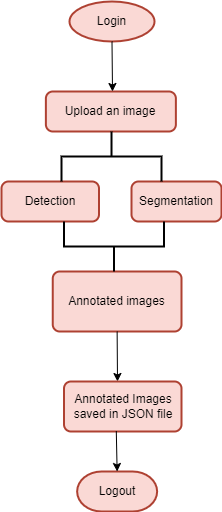 Login
Upload an image
Detection
Segmentation
Annotated images
Annotated Images
saved in JSON file
Logout